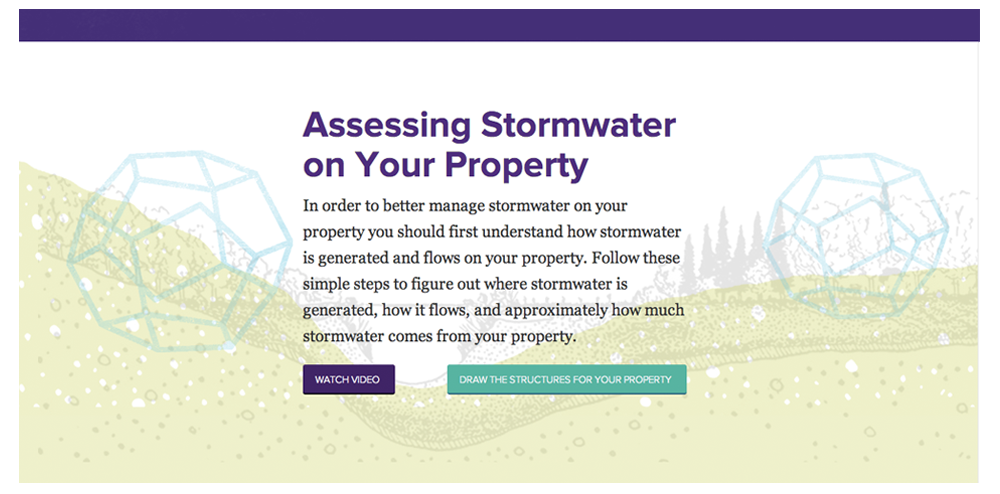 Assessing Stormwater
on Your Property
In order to better manage stormwater on your
property you should first understand how stormwater
is generated and flows on your property. Follow these
simple steps to figure out where stormwater is
generated, how it flows, and approximately how much
stormwater comes from your property.
WATCH VIDEO
DRAW THE STRUCTURES FOR YOUR PROPERTY